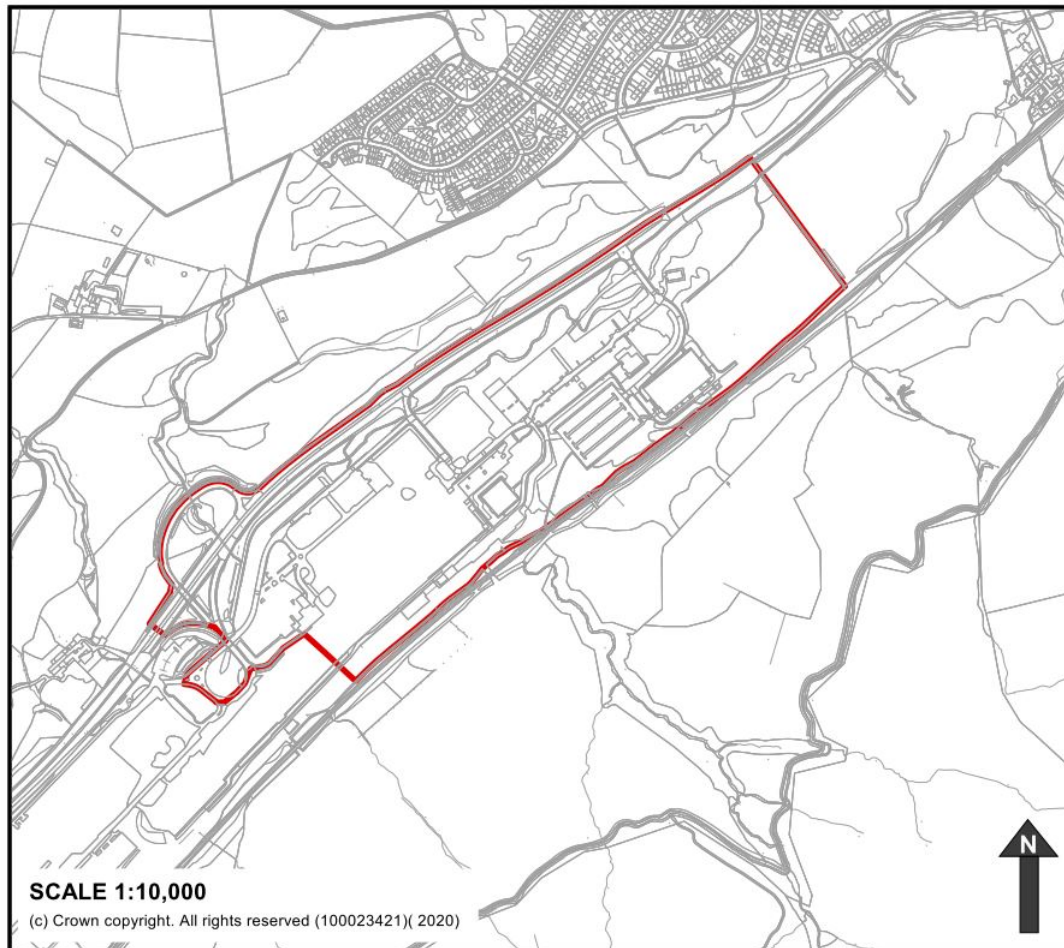 N
SCALE 1:10,000
(c) Crown copyright. All rights reserved (100023421)( 2020)